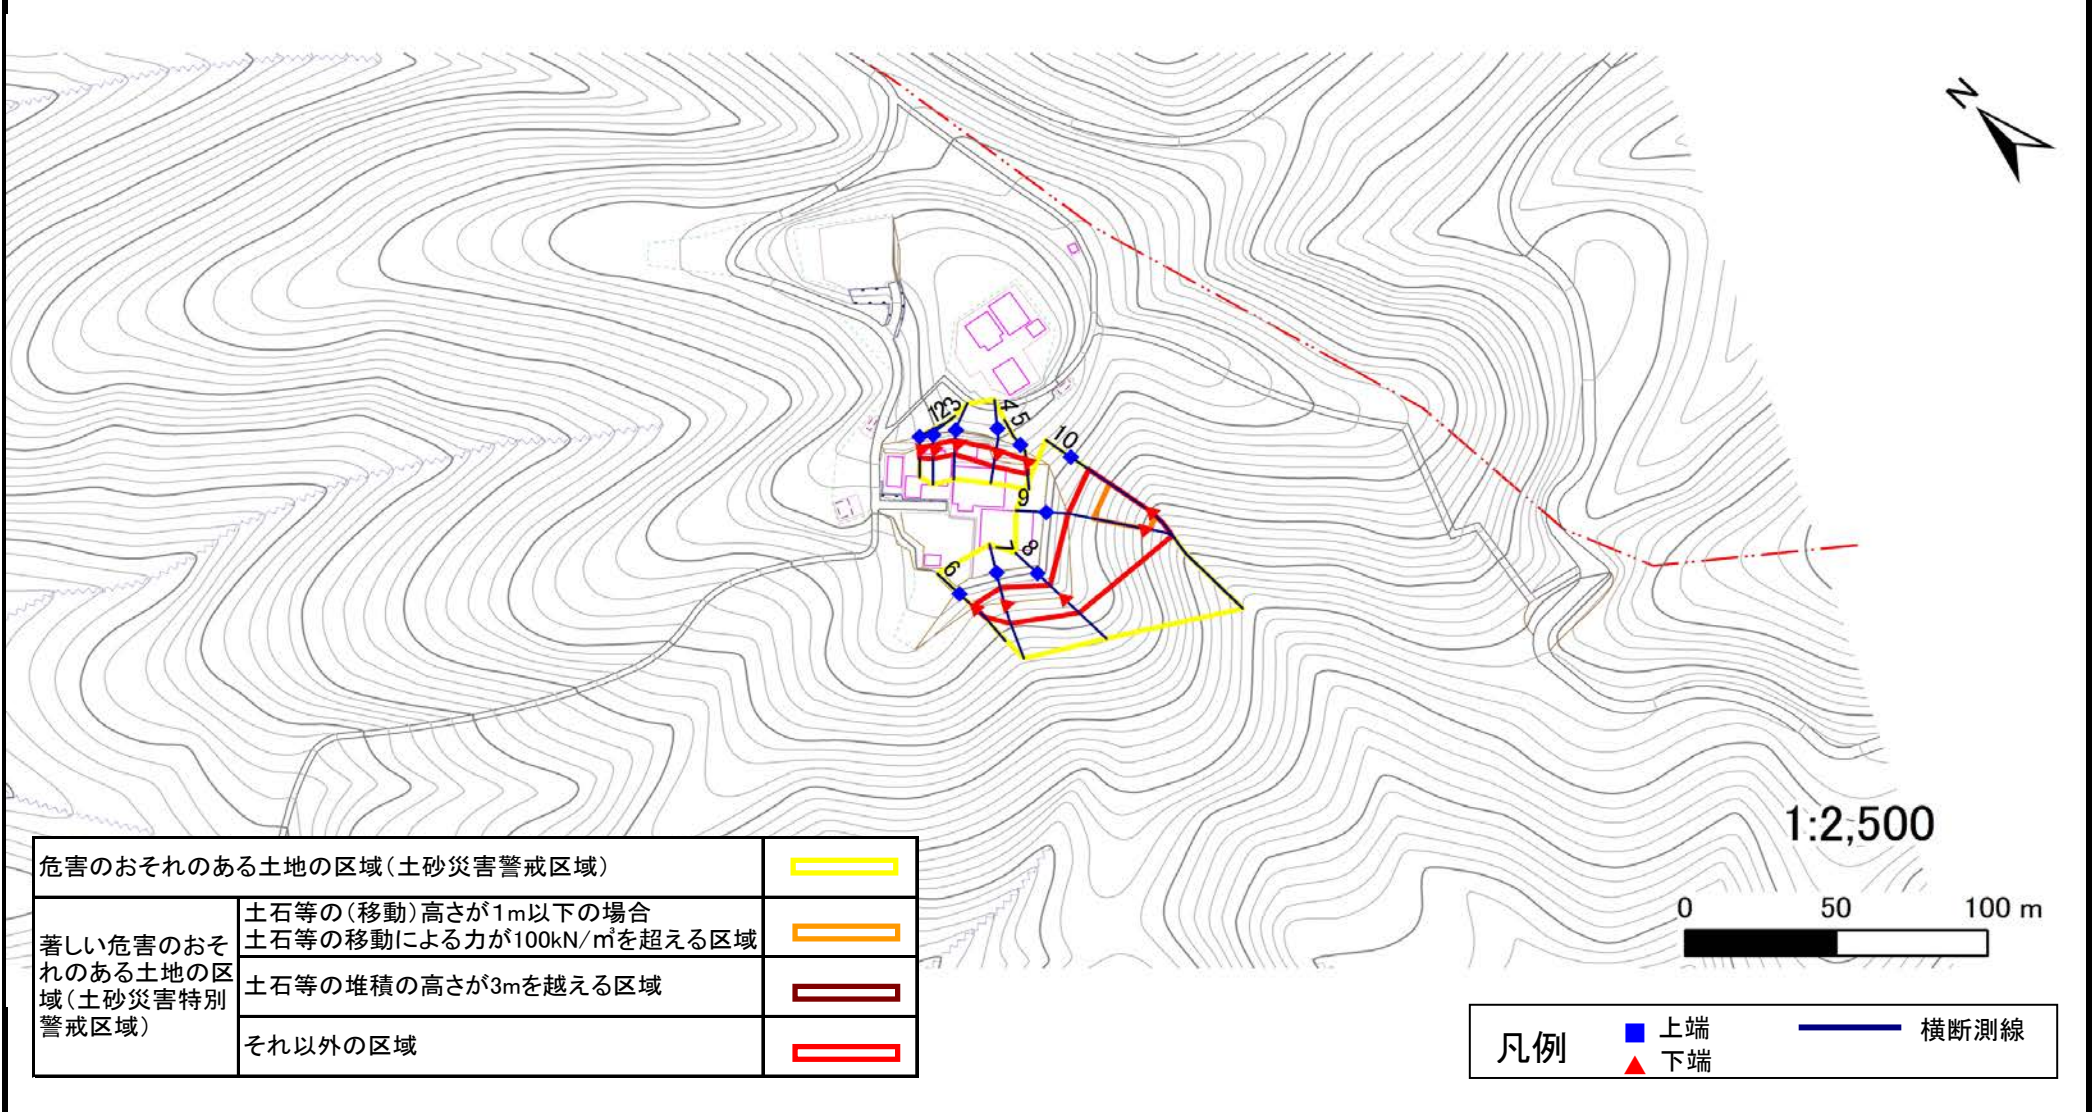 N
123
4
5
10
9
7
8
6
1:2,500
0 50 100 m
危害のおそれのある土地の区域(土砂災害警戒区域)
著しい危害のおそ
れのある土地の区
域(土砂災害特別
警戒区域)
土石等の(移動)高さが1m以下の場合
土石等の移動による力が100kN/㎡を超える区域
土石等の堆積の高さが3mを越える区域
それ以外の区域
凡例
上端
下端
横断測線